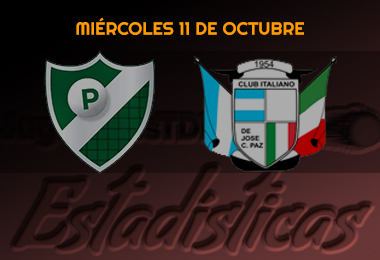 MIÉRCOLES 11 DE OCTUBRE
P
1954
CLUB ITALIANO
DE JOSE C. PAZ
Estadísticas